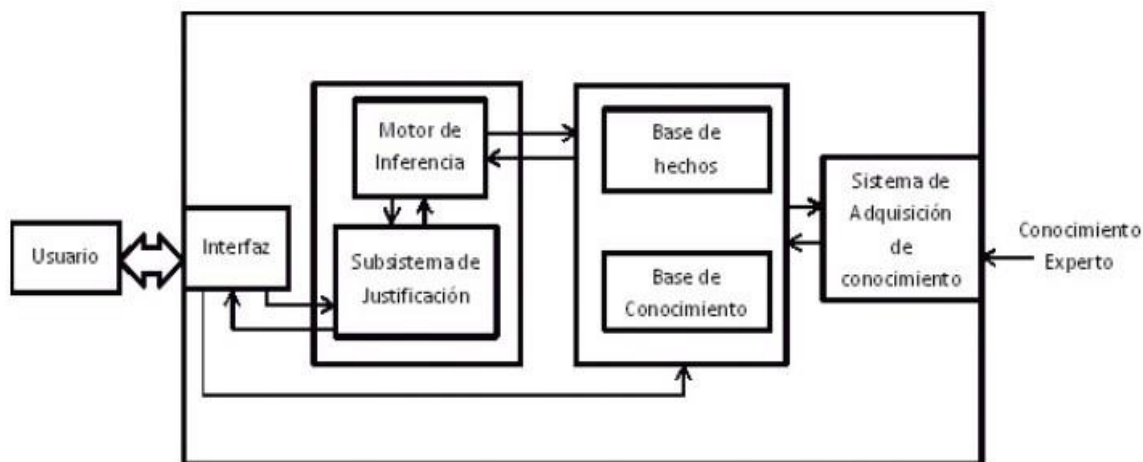 Motor de
Inferencia
Base de
hechos
Sistema de
Adquisición
de
conocimiento
Usuario
Interfaz
Subsistema de
Justificación
Base de
Conocimiento
Conocimiento
Experto